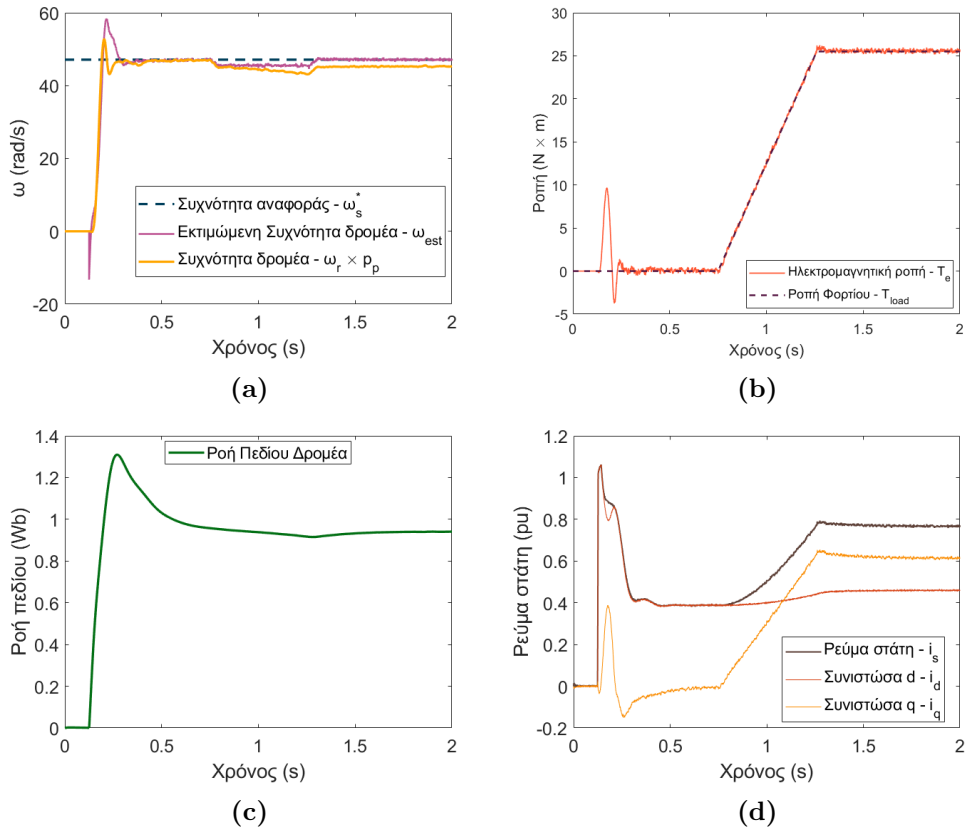 60
40
20
0
-20
ω (rad/s)
Συχνότητα αναφοράς - ω*s
Εκτιμώμενη Συχνότητα δρομέα - ωest
Συχνότητα δρομέα - ωr × pp
0 0.5 1 1.5 2
Χρόνος (s)
(a)
30
25
20
15
10
5
0
-5
Ροπή (N × m)
Ηλεκτρομαγνητική ροπή - Te
Ροπή Φορτίου - Tload
0 0.5 1 1.5 2
Χρόνος (s)
(b)
1.4
1.2
1
0.8
0.6
0.4
0.2
0
Ροή πεδίου (Wb)
Ροή Πεδίου Δρομέα
0 0.5 1 1.5 2
Χρόνος (s)
(c)
1.2
1
0.8
0.6
0.4
0.2
0
-0.2
Ρεύμα στάτη (pu)
Ρεύμα στάτη - is
Συνιστώσα d - id
Συνιστώσα q - iq
0 0.5 1 1.5 2
Χρόνος (s)
(d)